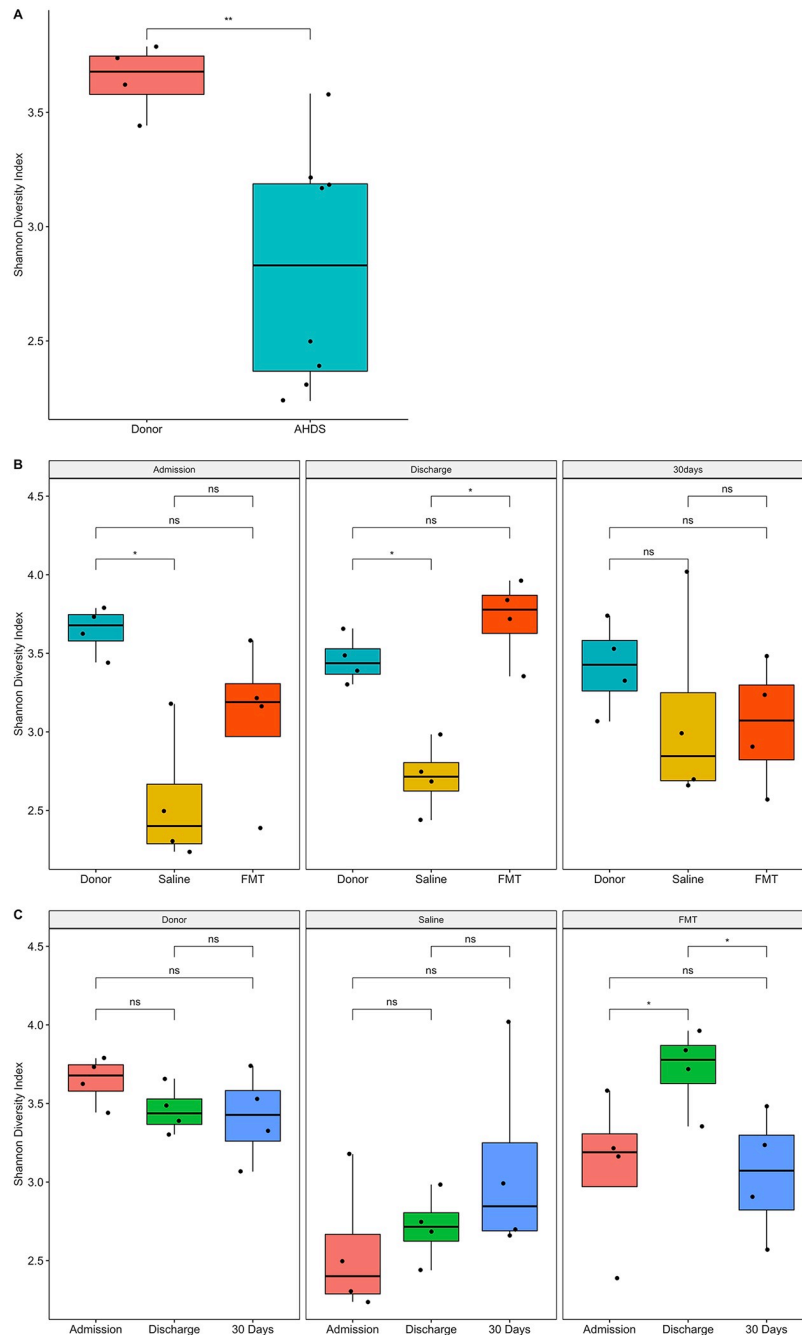 A
**
Shannon Diversity Index
3.5
3.0
2.5
Donor AHDS
B
Admission Discharge 30days
Shannon Diversity Index
4.5
4.0
3.5
3.0
2.5
ns
ns
*
*
ns
*
ns
ns
ns
Donor Saline FMT Donor Saline FMT Donor Saline FMT
C
Donor Saline FMT
Shannon Diversity Index
4.5
4.0
3.5
3.0
2.5
ns
ns
ns
ns
ns
ns
*
ns
*
Admission Discharge 30 Days Admission Discharge 30 Days Admission Discharge 30 Days